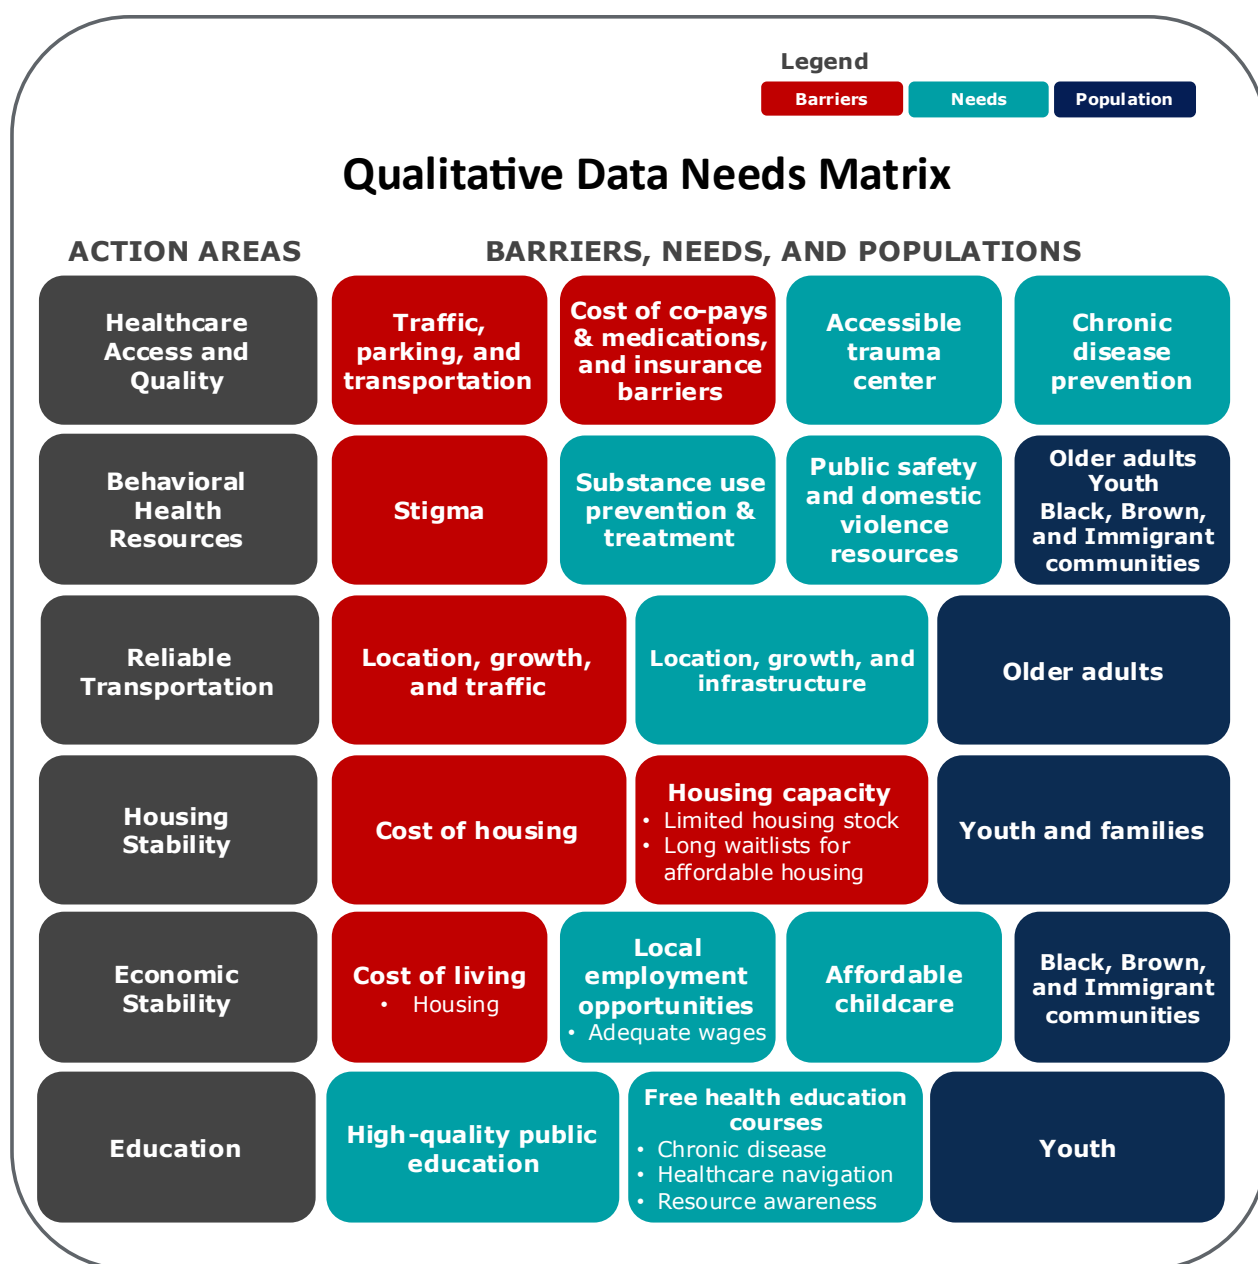 Legend
Barriers
Needs
Population
Qualitative Data Needs Matrix
ACTION AREAS
BARRIERS, NEEDS, AND POPULATIONS
Healthcare
Access and
Quality
Traffic,
parking, and
transportation
Cost of co-pays
& medications,
and insurance
barriers
Accessible
trauma
center
Chronic
disease
prevention
Behavioral
Health
Resources
Stigma
Substance use
prevention &
treatment
Public safety
and domestic
violence
resources
Older adults
Youth
Black, Brown,
and Immigrant
communities
Reliable
Transportation
Location, growth,
and traffic
Location, growth, and
infrastructure
Older adults
Housing
Stability
Cost of housing
Housing capacity
• Limited housing stock
• Long waitlists for
affordable housing
Youth and families
Economic
Stability
Cost of living
• Housing
Local
employment
opportunities
• Adequate wages
Affordable
childcare
Black, Brown,
and Immigrant
communities
Education
High-quality public
education
Free health education
courses
• Chronic disease
• Healthcare navigation
• Resource awareness
Youth